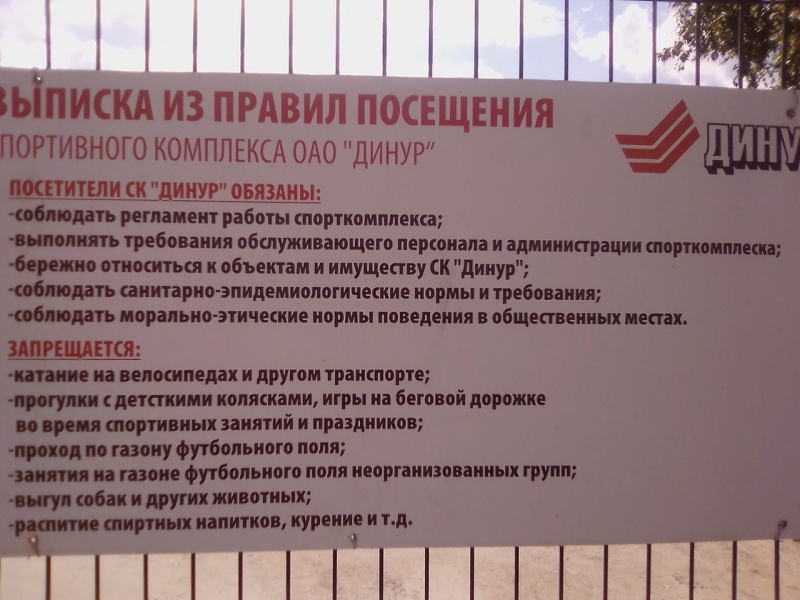 ВЫПИСКА ИЗ ПРАВИЛ ПОСЕЩЕНИЯ
ПОРТИВНОГО КОМПЛЕКСА ОАО "ДИНУР"
ДИНУ
ПОСЕТИТЕЛИ СК "ДИНУР" ОБЯЗАНЫ:
-соблюдать регламент работы спорткомплекса;
-выполнять требования обслуживающего персонала и администрации спорткомплеска;
-бережно относиться к объектам и имуществу СК "Динур";
-соблюдать санитарно-эпидемиологические нормы и требования;
-соблюдать морально-этические нормы поведения в общественных местах.
ЗАПРЕЩАЕТСЯ:
-катание на велосипедах и другом транспорте;
-прогулки с детсткими колясками, игры на беговой дорожке
во время спортивных занятий и праздников;
-проход по газону футбольного поля;
-занятия на газоне футбольного поля неорганизованных групп;
-выгул собак и других животных;
-распитие спиртных напитков, курение и т.д.